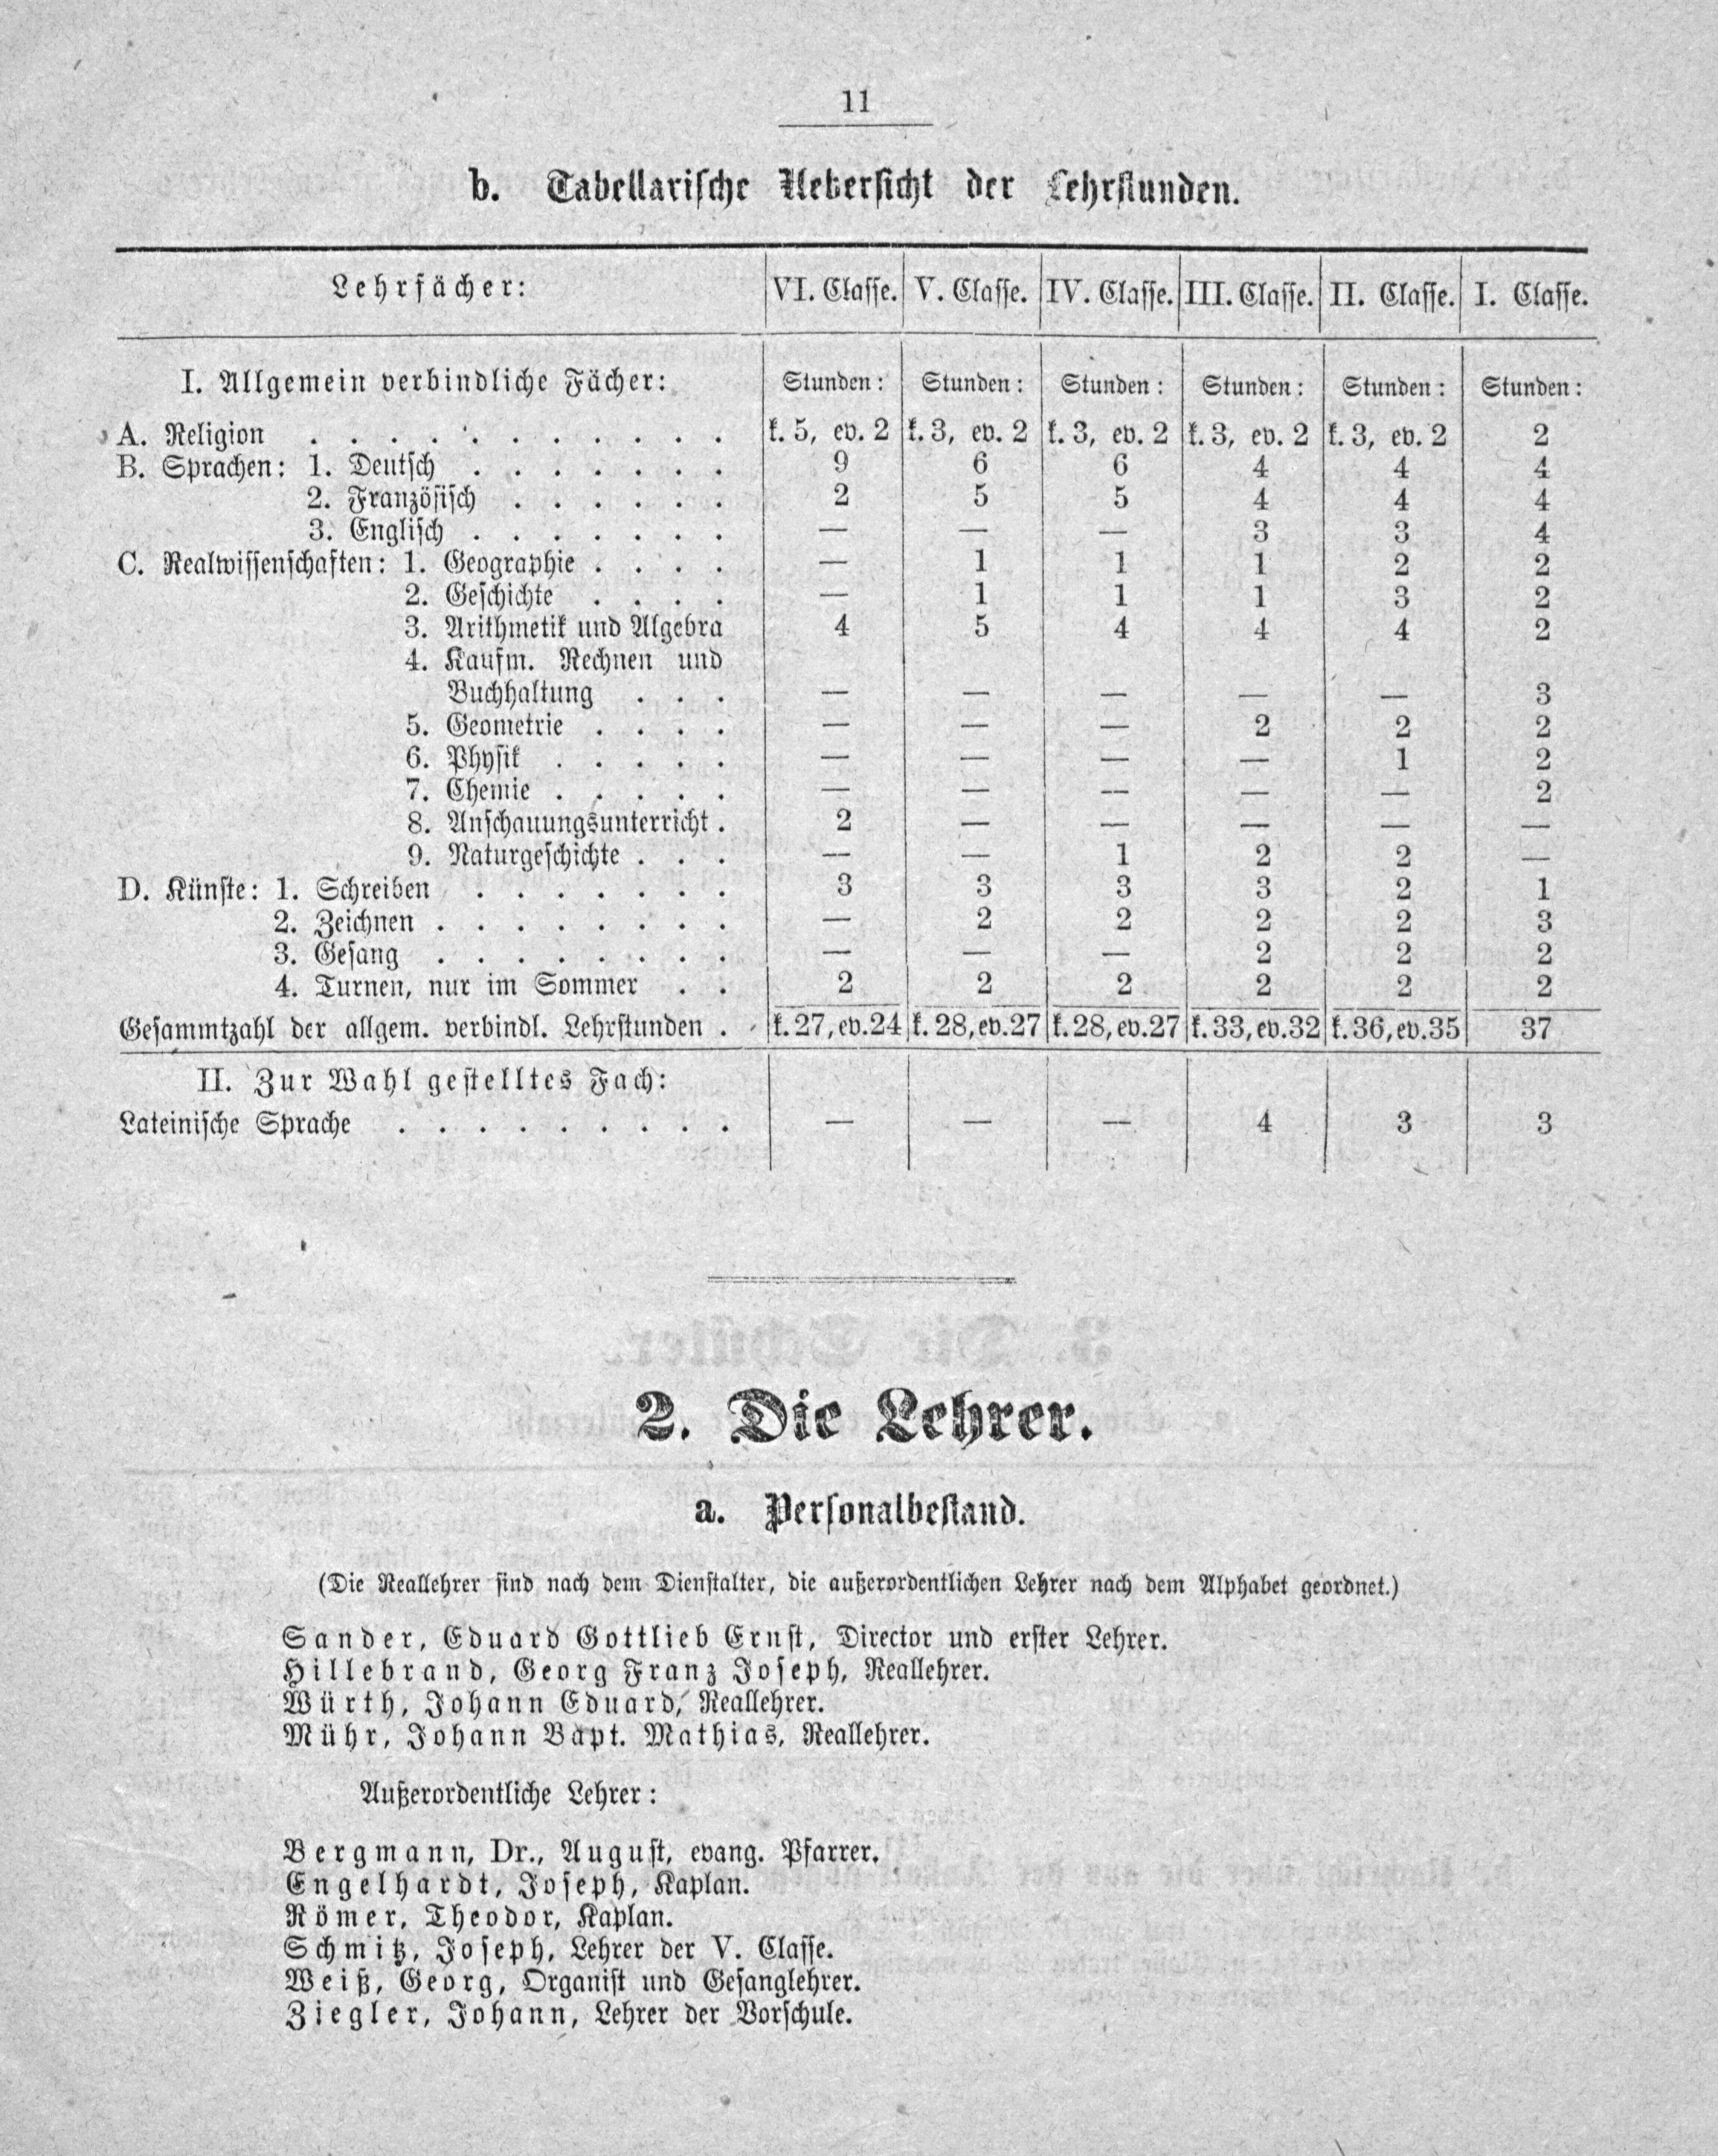 11
b. Tabellarische Uebersicht der Lehrstunden.
Lehrfächer: VI. Classe. V. Classe. IV. Classe. III. Classe. II. Classe. I. Classe.
I. Allgemein verbindliche Fächer: Stunden: Stunden: Stunden: Stunden: Stunden: Stunden:
A. Religion . . . . . . . . . . . k. 5, ev. 2 k. 3, ev. 2 k. 3, ev. 2 k. 3, ev. 2 k. 3, ev. 2 2
B. Sprachen: 1. Deutsch . . . . . . . 9 6 6 4 4 4
2. Französisch . . . . . . 2 5 5 4 4 4
3. Englisch . . . . . . . — — — 3 3 4
C. Realwissenschaften: 1. Geographie . . . . — 1 1 1 2 2
2. Geschichte . . . . — 1 1 1 3 2
3. Arithmetik und Algebra 4 5 4 4 4 2
4. Kaufm. Rechnen und
Buchhaltung . . . — — — — — 3
5. Geometrie . . . . — — — 2 2 2
6. Physik . . . . . — — — — 1 2
7. Chemie . . . . . — — — — — 2
8. Anschauungsunterricht . 2 — — — — —
9. Naturgeschichte . . . — — 1 2 2 —
D. Künste: 1. Schreiben . . . . . . . 3 3 3 3 2 1
2. Zeichnen . . . . . . . . — 2 2 2 2 3
3. Gesang . . . . . . . . — — — 2 2 2
4. Turnen, nur im Sommer . . 2 2 2 2 2 2
Gesammtzahl der allgem. verbindl. Lehrstunden . k. 27, ev. 24 k. 28, ev. 27 k. 28, ev. 27 k. 33, ev. 32 k. 36, ev. 35 37
II. Zur Wahl gestelltes Fach:
Lateinische Sprache . . . . . . . . . — — — 4 3 3
2. Die Lehrer.
a. Personalbestand.
(Die Reallehrer sind nach dem Dienstalter, die außerordentlichen Lehrer nach dem Alphabet geordnet.)
Sander, Eduard Gottlieb Ernst, Director und erster Lehrer.
Hillebrand, Georg Franz Joseph, Reallehrer.
Würth, Johann Eduard, Reallehrer.
Mühr, Johann Bapt. Mathias, Reallehrer.
Außerordentliche Lehrer:
Bergmann, Dr., August, evang. Pfarrer.
Engelhardt, Joseph, Kaplan.
Römer, Theodor, Kaplan.
Schmitz, Joseph, Lehrer der V. Classe.
Weiß, Georg, Organist und Gesanglehrer.
Ziegler, Johann, Lehrer der Vorschule.